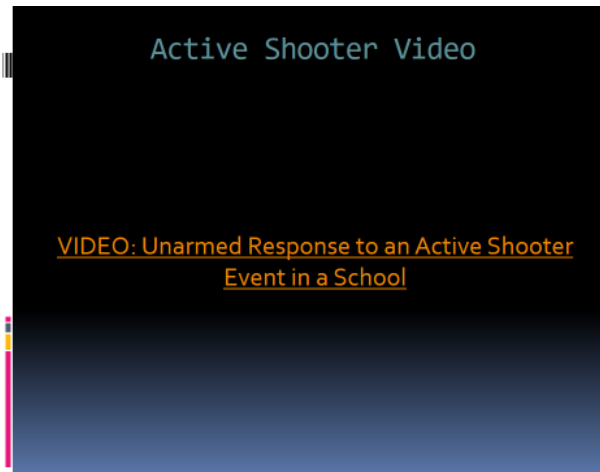 Active Shooter Video
VIDEO: Unarmed Response to an Active Shooter
Event in a School